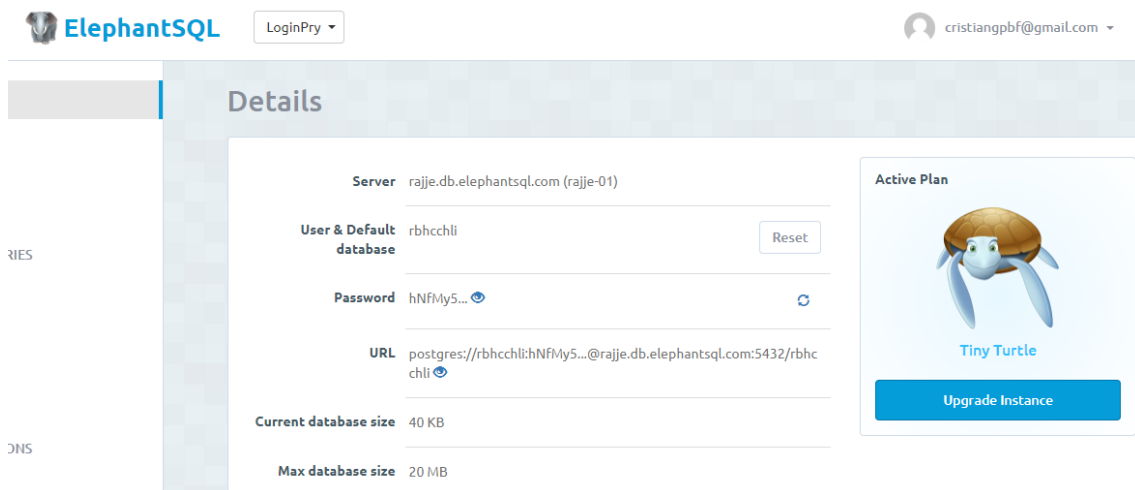 ElephantSQL
LoginPry
cristiangpbf@gmail.com
Details
Server rajje.db.elephantsql.com (rajje-01)
User & Default
database
rbhcchli
Reset
RIES
Password hNfMy5...
URL postgres://rbhcchli:hNfMy5...@rajje.db.elephantsql.com:5432/rbhc
chli
Current database size 40 KB
ONS
Max database size 20 MB
Active Plan
Tiny Turtle
Upgrade Instance